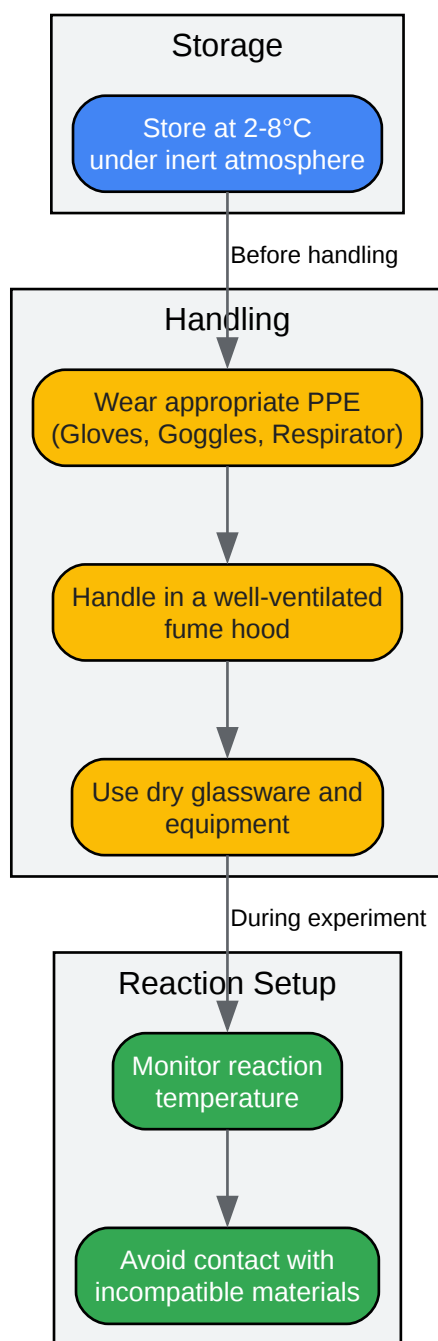 Storage
Store at 2-8°C
under inert atmosphere
Before handling
Handling
Wear appropriate PPE
(Gloves, Goggles, Respirator)
Handle in a well-ventilated
fume hood
Use dry glassware and
equipment
During experiment
Reaction Setup
Monitor reaction
temperature
Avoid contact with
incompatible materials